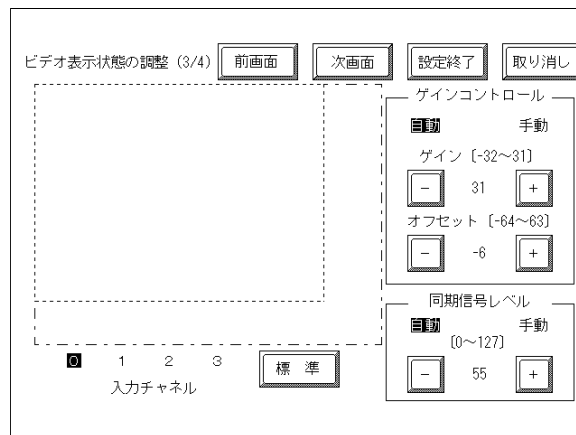 ビデオ表示状態の調整 (3/4) 前画面 次画面 設定終了 取り消し
ゲインコントロール
自動 手動
ゲイン [-32～31]
- 31 +
オフセット [-64～63]
- -6 +
同期信号レベル
自動 手動
[0～127]
- 55 +
0 1 2 3 標 準
入力チャネル